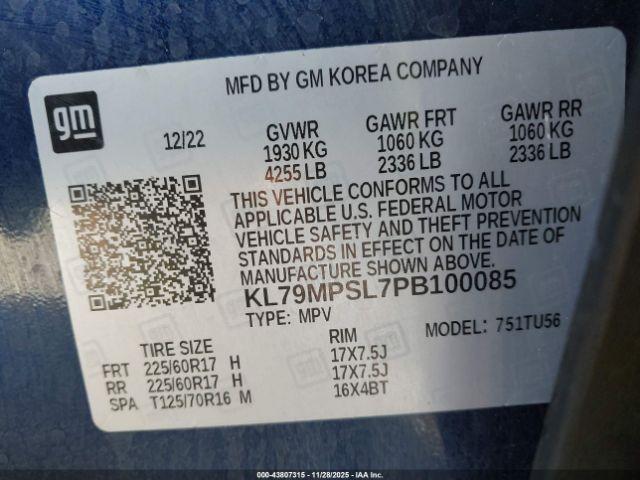 MFD BY GM KOREA COMPANY
gm
12/22
GVWR GAWR FRT GAWR RR
1930 KG 1060 KG 1060 KG
4255 LB 2336 LB 2336 LB
THIS VEHICLE CONFORMS TO ALL
APPLICABLE U.S. FEDERAL MOTOR
VEHICLE SAFETY AND THEFT PREVENTION
STANDARDS IN EFFECT ON THE DATE OF
MANUFACTURE SHOWN ABOVE.
KL79MPSL7PB100085
TYPE: MPV MODEL: 751TU56
TIRE SIZE RIM
FRT 225/60R17 H 17X7.5J
RR 225/60R17 H 17X7.5J
SPA T125/70R16 M 16X4BT
000-43807315 - 11/28/2025 - IAA Inc.